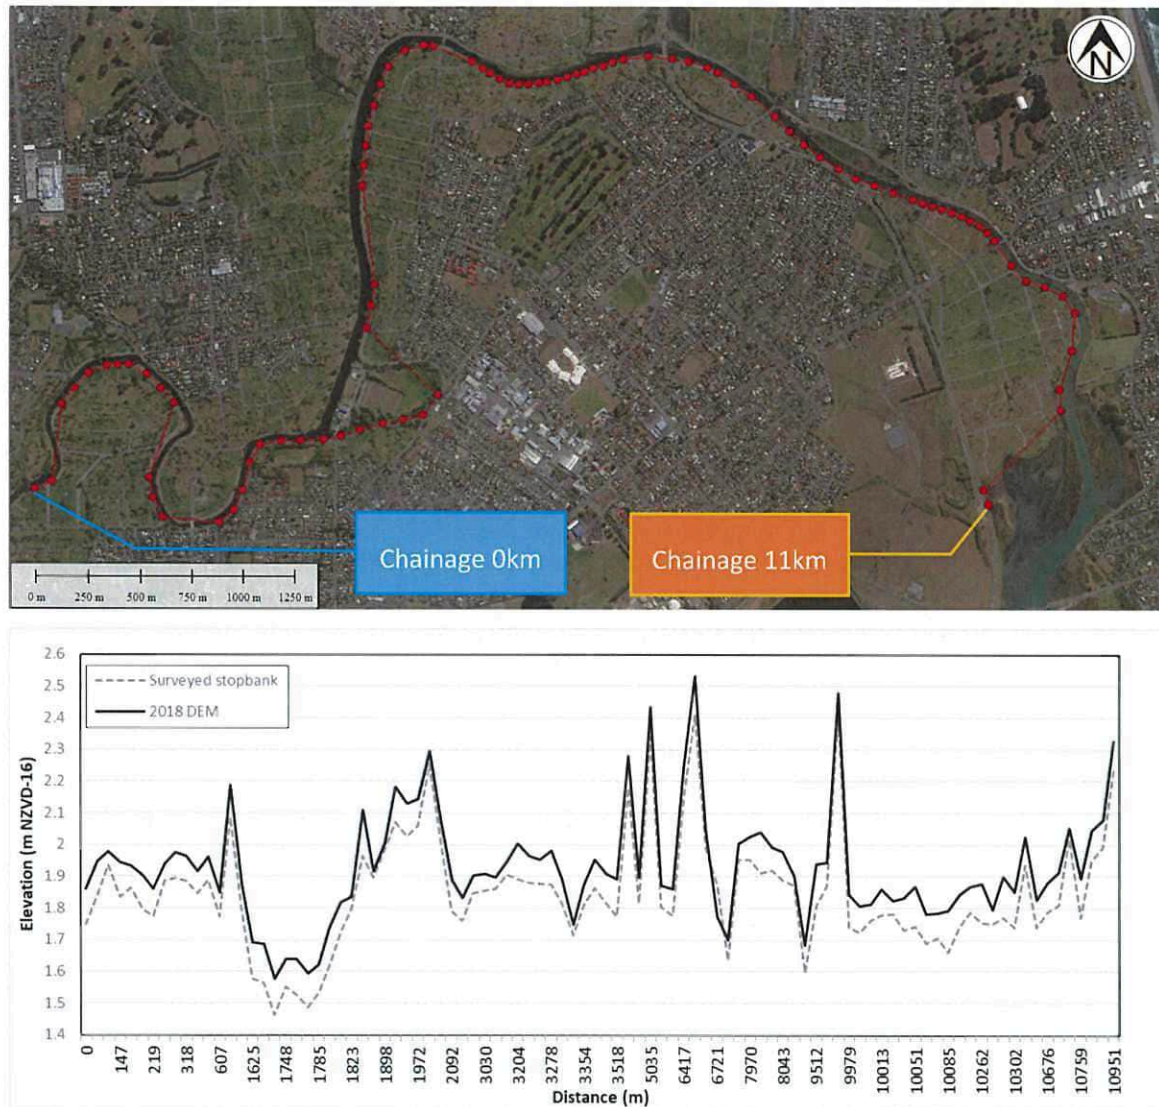 N
Chainage 0km
Chainage 11km
0 m 250 m 500 m 750 m 1000 m 1250 m
2.6
2.5
2.4
2.3
2.2
2.1
2
1.9
1.8
1.7
1.6
1.5
1.4
Elevation (m NZVD-16)
Surveyed stopbank
2018 DEM
0 147 219 318 607 1625 1748 1785 1823 1898 1972 2092 3030 3204 3278 3354 3518 5035 6417 6721 7970 8043 9512 9979 10013 10051 10085 10262 10302 10676 10759 10951
Distance (m)